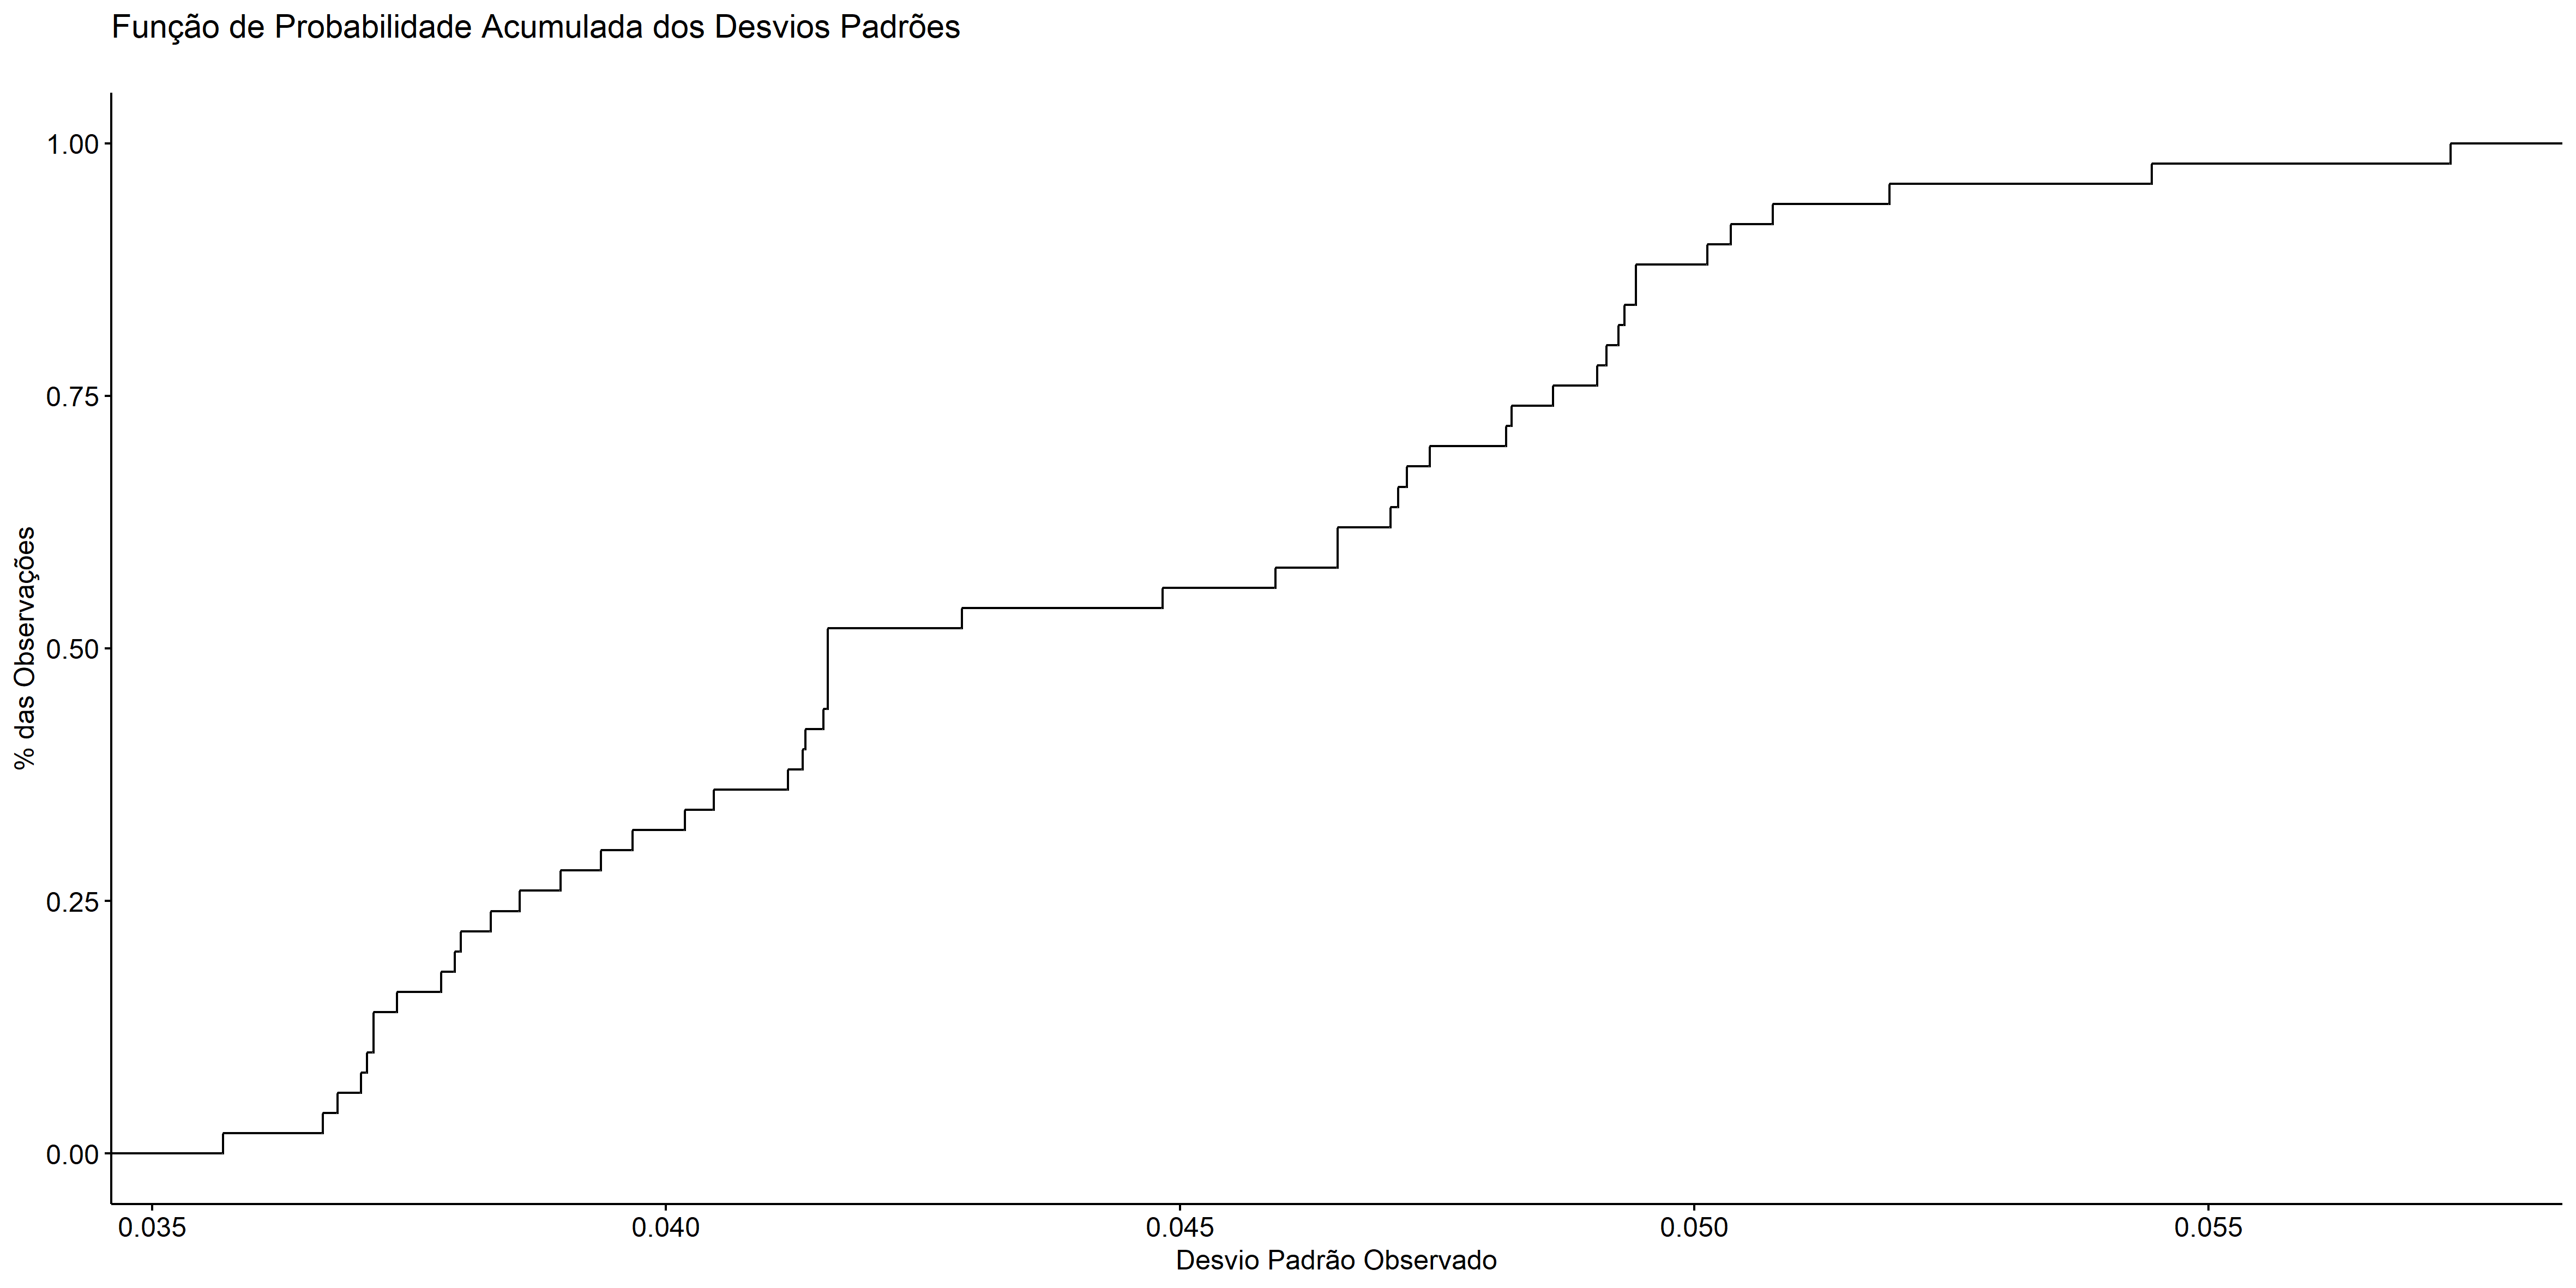 Função de Probabilidade Acumulada dos Desvios Padrões
1.00
0.75
0.50
0.25
0.00
% das Observações
0.035 0.040 0.045 0.050 0.055
Desvio Padrão Observado